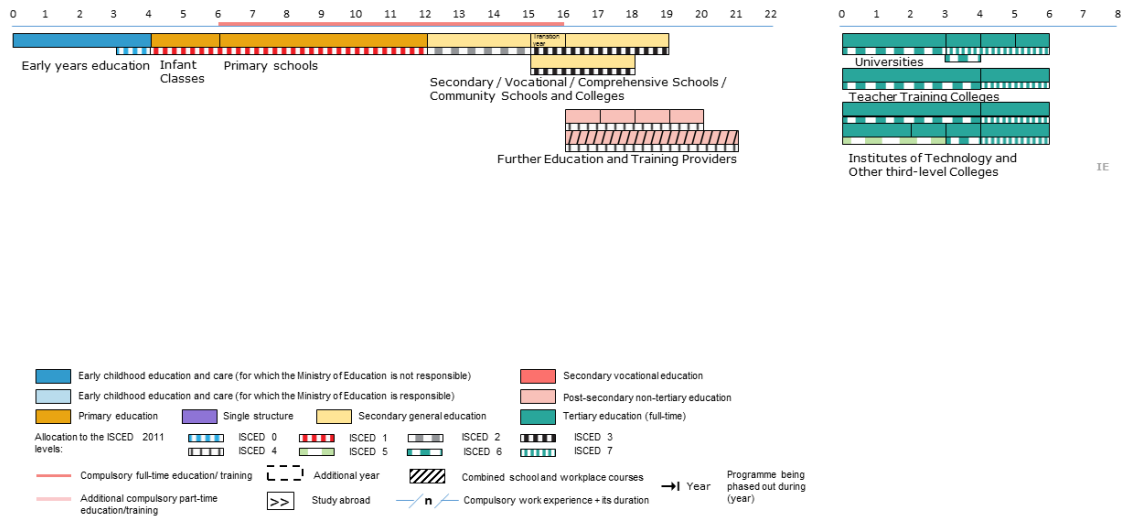 0 1 2 3 4 5 6 7 8 9 10 11 12 13 14 15 16 17 18 19 20 21 22
0 1 2 3 4 5 6 7 8
Transition
year
Early years education
Infant
Classes
Primary schools
Secondary / Vocational / Comprehensive Schools /
Community Schools and Colleges
Further Education and Training Providers
Universities
Teacher Training Colleges
Institutes of Technology and
Other third-level Colleges
IE
Early childhood education and care (for which the Ministry of Education is not responsible)
Secondary vocational education
Early childhood education and care (for which the Ministry of Education is responsible)
Post-secondary non-tertiary education
Primary education
Single structure
Secondary general education
Tertiary education (full-time)
Allocation to the ISCED 2011
levels:
ISCED 0
ISCED 1
ISCED 2
ISCED 3
ISCED 4
ISCED 5
ISCED 6
ISCED 7
Compulsory full-time education/ training
Additional year
Combined school and workplace courses
Year
Programme being
phased out during
(year)
Additional compulsory part-time
education/training
>>
Study abroad
n
Compulsory work experience + its duration